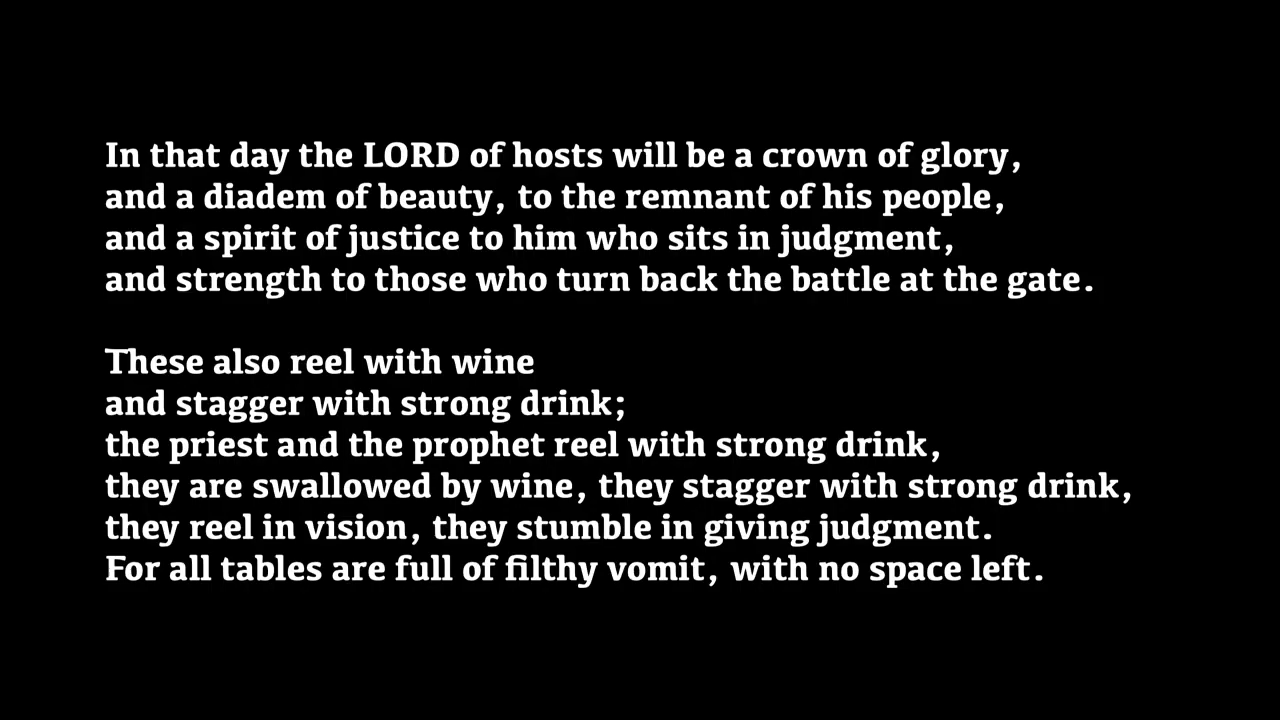 In that day the LORD of hosts will be a crown of glory,
and a diadem of beauty, to the remnant of his people,
and a spirit of justice to him who sits in judgment,
and strength to those who turn back the battle at the gate.
These also reel with wine
and stagger with strong drink;
the priest and the prophet reel with strong drink,
they are swallowed by wine, they stagger with strong drink,
they reel in vision, they stumble in giving judgment.
For all tables are full of filthy vomit, with no space left.